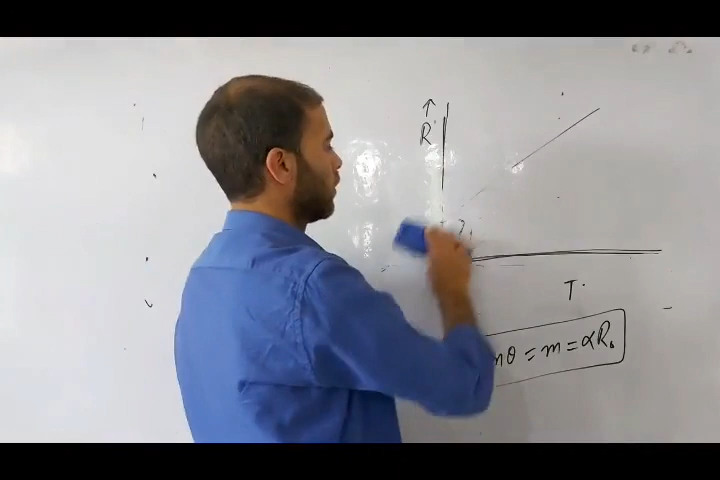 R
T
nθ = m = αR₀